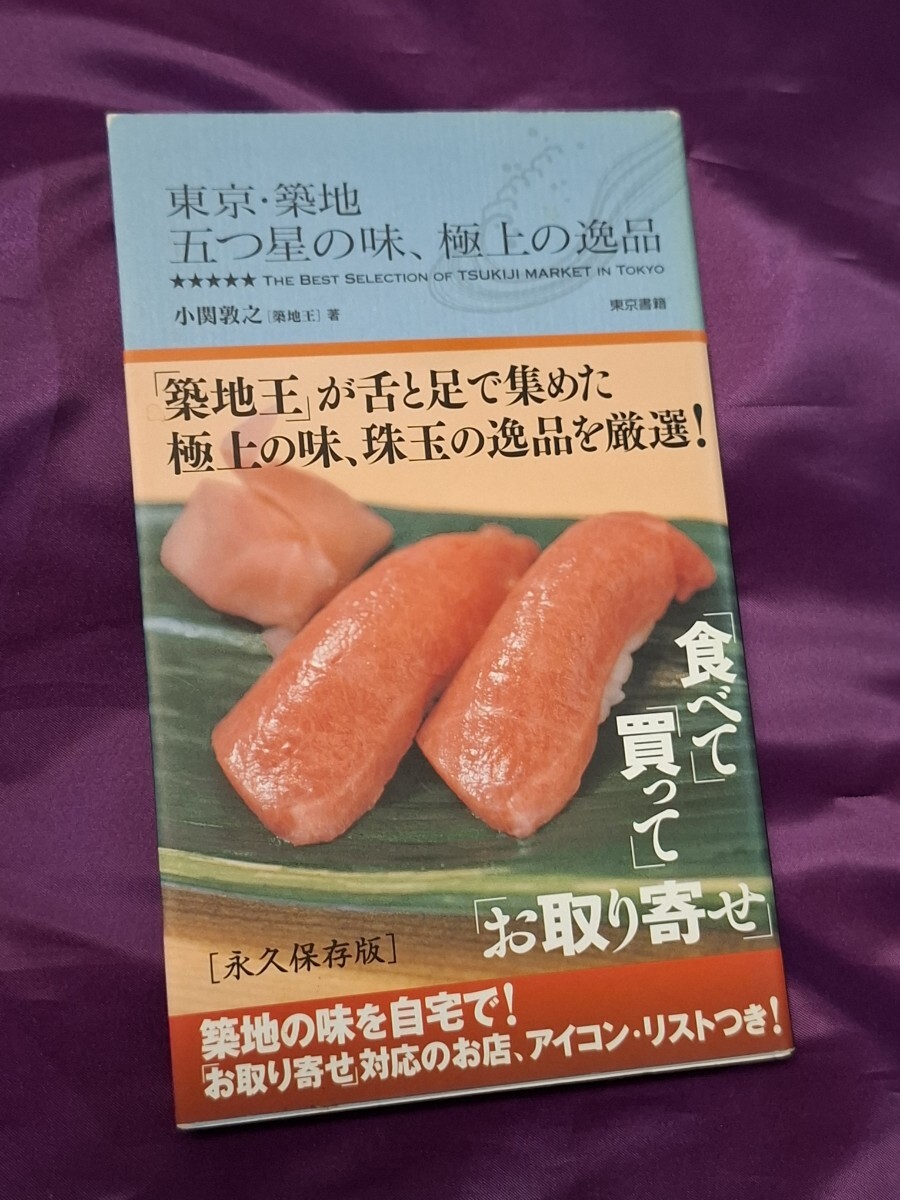 東京・築地
五つ星の味、極上の逸品
★★★★★ THE BEST SELECTION OF TSUKIJI MARKET IN TOKYO
小関敦之［築地王］著
東京書籍
「築地王」が舌と足で集めた
極上の味、珠玉の逸品を厳選！
「食べて」
「買って」
「お取り寄せ」
［永久保存版］
築地の味を自宅で！
「お取り寄せ」対応のお店、アイコン・リストつき！